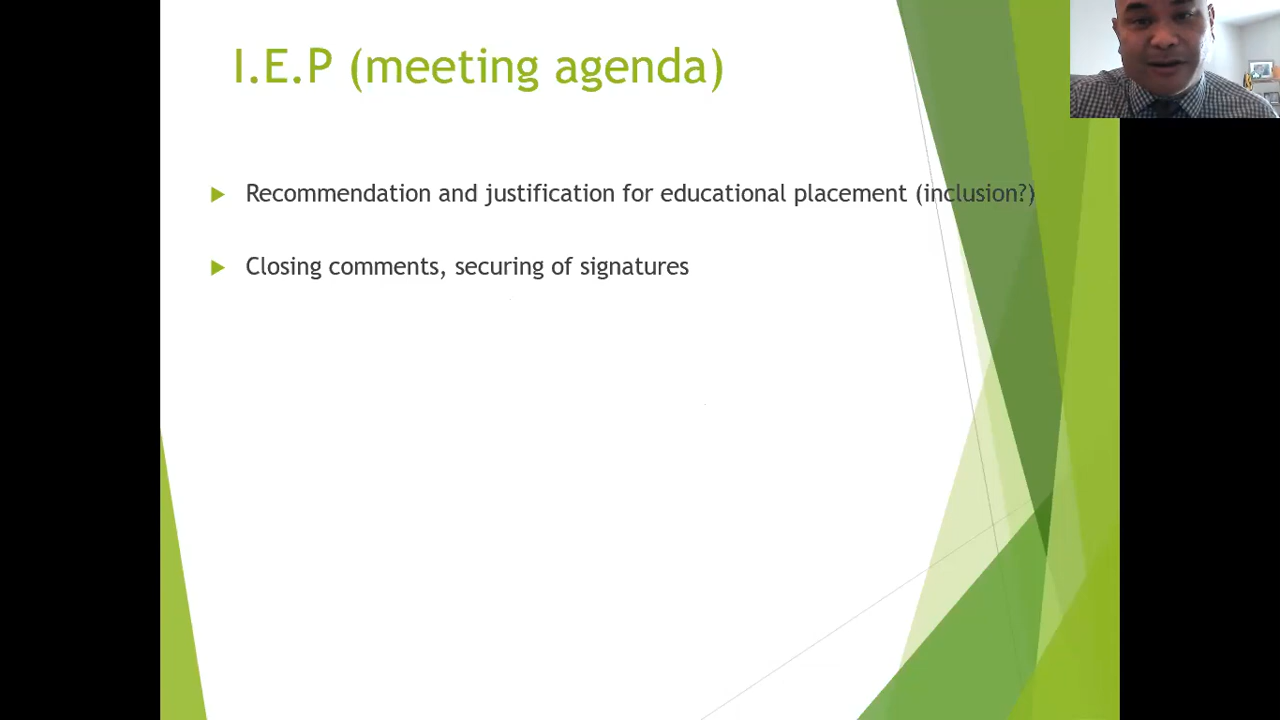 I.E.P (meeting agenda)
Recommendation and justification for educational placement (inclusion?)
Closing comments, securing of signatures